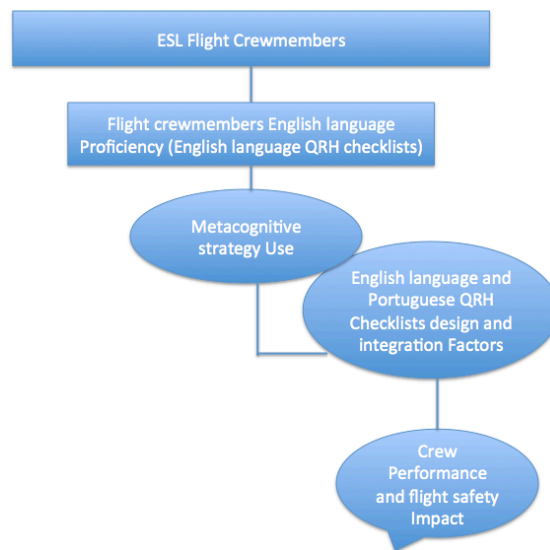 ESL Flight Crewmembers
Flight crewmembers English language
Proficiency (English language QRH checklists)
Metacognitive
strategy Use
English language and
Portuguese QRH
Checklists design and
integration Factors
Crew
Performance
and flight safety
Impact